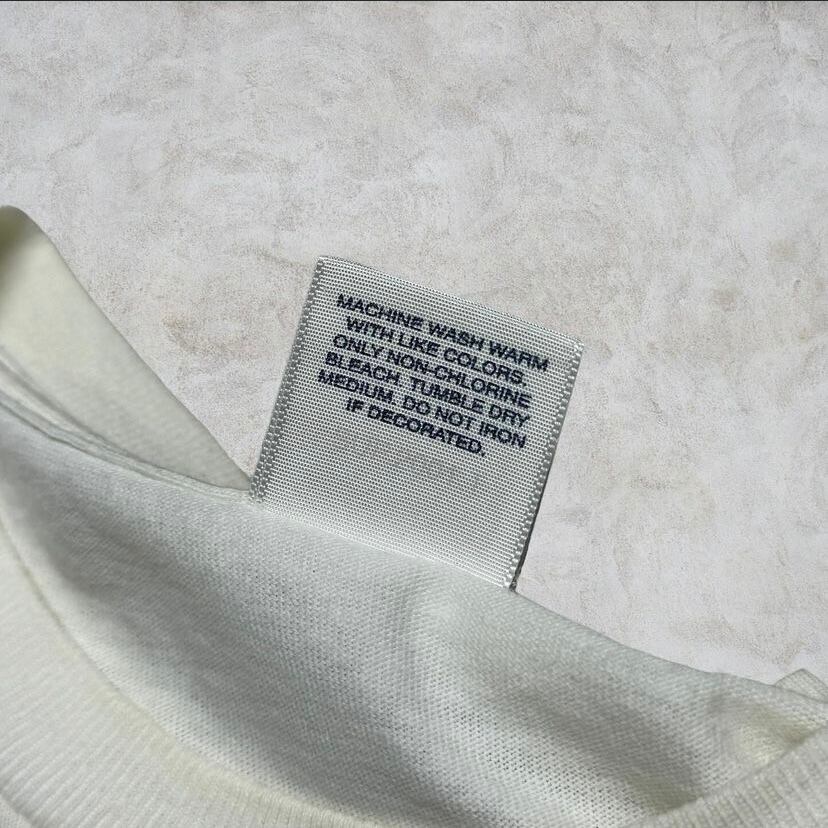 MACHINE WASH WARM
WITH LIKE COLORS.
ONLY NON-CHLORINE
BLEACH. TUMBLE DRY
MEDIUM. DO NOT IRON
IF DECORATED.